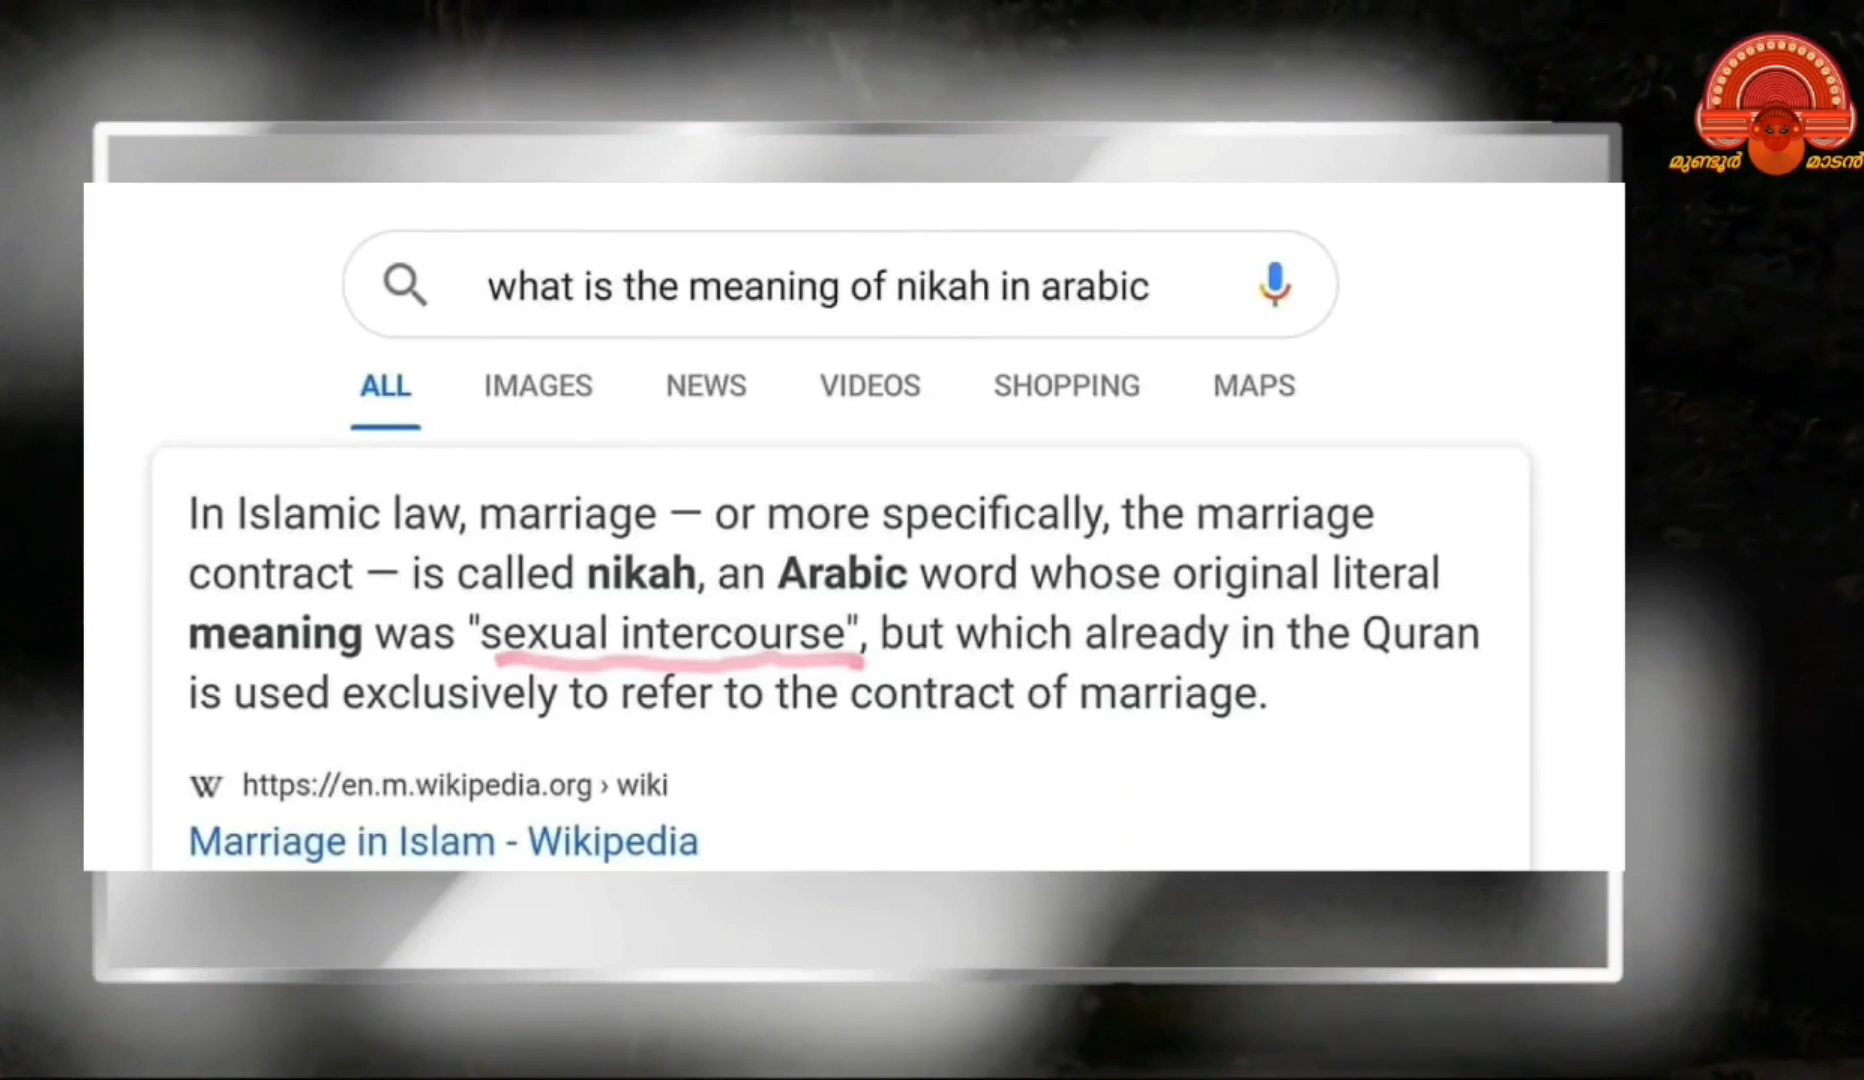 മുണ്ടൂർ മാടൻ
what is the meaning of nikah in arabic
ALL IMAGES NEWS VIDEOS SHOPPING MAPS
In Islamic law, marriage — or more specifically, the marriage
contract — is called nikah, an Arabic word whose original literal
meaning was "sexual intercourse", but which already in the Quran
is used exclusively to refer to the contract of marriage.
W https://en.m.wikipedia.org › wiki
Marriage in Islam - Wikipedia